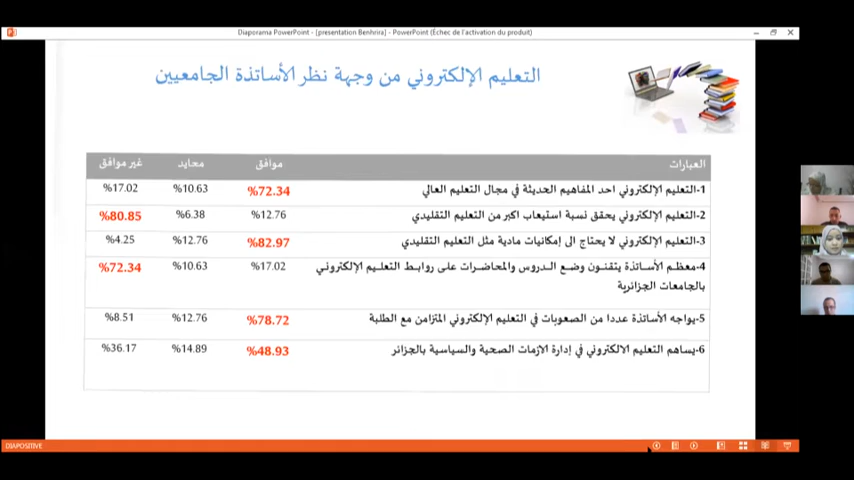 Diaporama PowerPoint - [presentation Benhrira] - PowerPoint (Échec de l'activation du produit)
التعليم الإلكتروني من وجهة نظر الأساتذة الجامعيين
العبارات موافق محايد غير موافق
1-التعليم الإلكتروني احد المفاهيم الحديثة في مجال التعليم العالي %72.34 %10.63 %17.02
2-التعليم الإلكتروني يحقق نسبة استيعاب اكبر من التعليم التقليدي %12.76 %6.38 %80.85
3-التعليم الإلكتروني لا يحتاج الى إمكانيات مادية مثل التعليم التقليدي %82.97 %12.76 %4.25
4-معظم الأساتذة يتقنون وضع الدروس والمحاضرات على روابط التعليم الإلكتروني %17.02 %10.63 %72.34
بالجامعات الجزائرية
5-يواجه الأساتذة عددا من الصعوبات في التعليم الإلكتروني المتزامن مع الطلبة %78.72 %12.76 %8.51
6-يساهم التعليم الالكتروني في إدارة الازمات الصحية والسياسية بالجزائر %48.93 %14.89 %36.17
DIAPOSITIVE